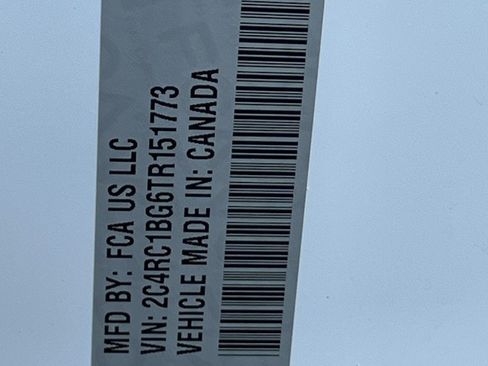 MFD BY: FCA US LLC
VIN: 2C4RC1BG6TR151773
VEHICLE MADE IN: CANADA